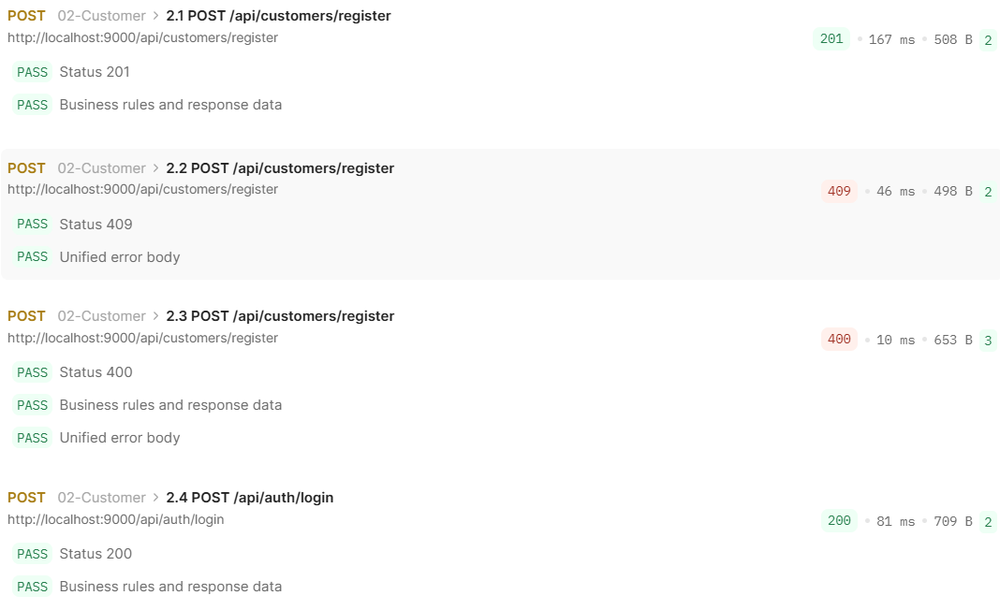 POST 02-Customer > 2.1 POST /api/customers/register
http://localhost:9000/api/customers/register
201 • 167 ms • 508 B 2
PASS Status 201
PASS Business rules and response data
POST 02-Customer > 2.2 POST /api/customers/register
http://localhost:9000/api/customers/register
409 • 46 ms • 498 B 2
PASS Status 409
PASS Unified error body
POST 02-Customer > 2.3 POST /api/customers/register
http://localhost:9000/api/customers/register
400 • 10 ms • 653 B 3
PASS Status 400
PASS Business rules and response data
PASS Unified error body
POST 02-Customer > 2.4 POST /api/auth/login
http://localhost:9000/api/auth/login
200 • 81 ms • 709 B 2
PASS Status 200
PASS Business rules and response data